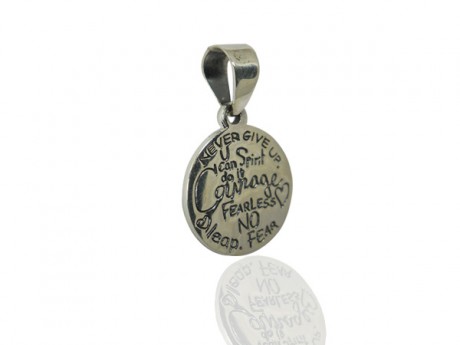 NEVER GIVE UP!
U
can Spirit
do it
Courage
FEARLESS
NO
leap. FEAR